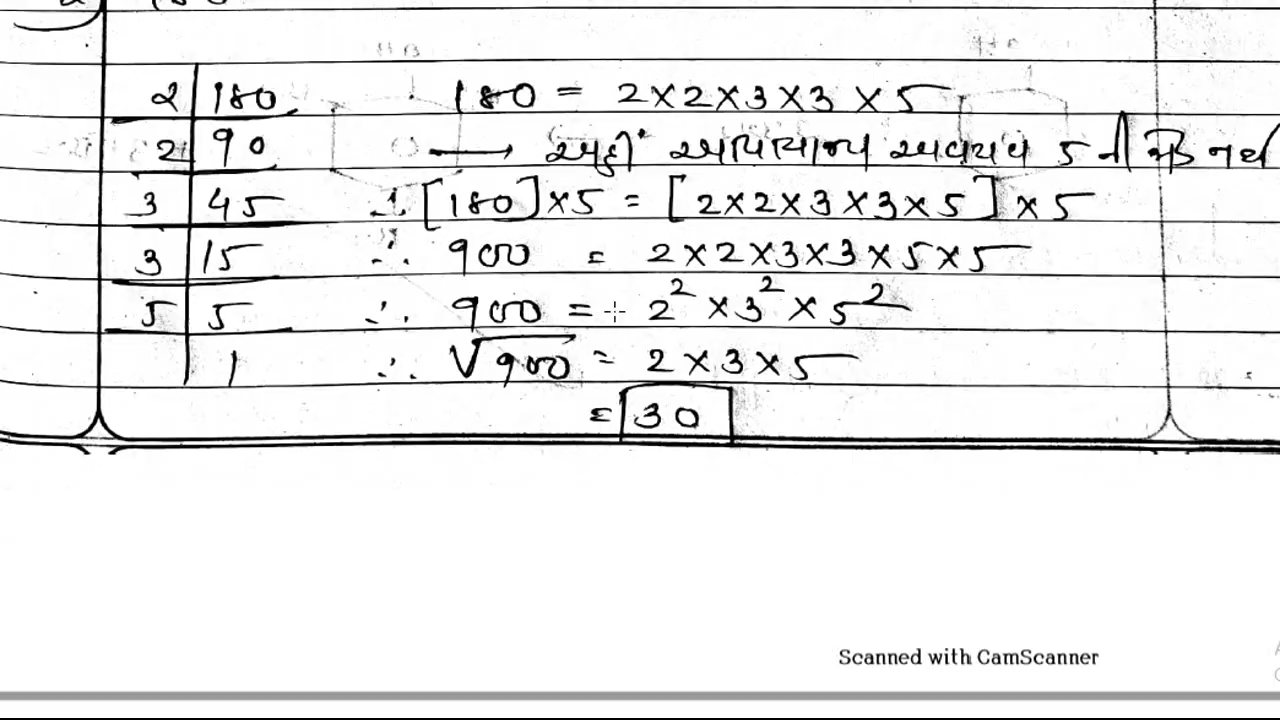 2 | 180 180 = 2×2×3×3×5
2 | 90 → અહીં અવિભાજ્ય અવયવ 5 ની
3 | 45 ∴ [180]×5 = [2×2×3×3×5]×5
3 | 15 ∴ 900 = 2×2×3×3×5×5
5 | 5 ∴ 900 = 2² × 3² × 5²
1 ∴ √900 = 2×3×5
= 30
Scanned with CamScanner